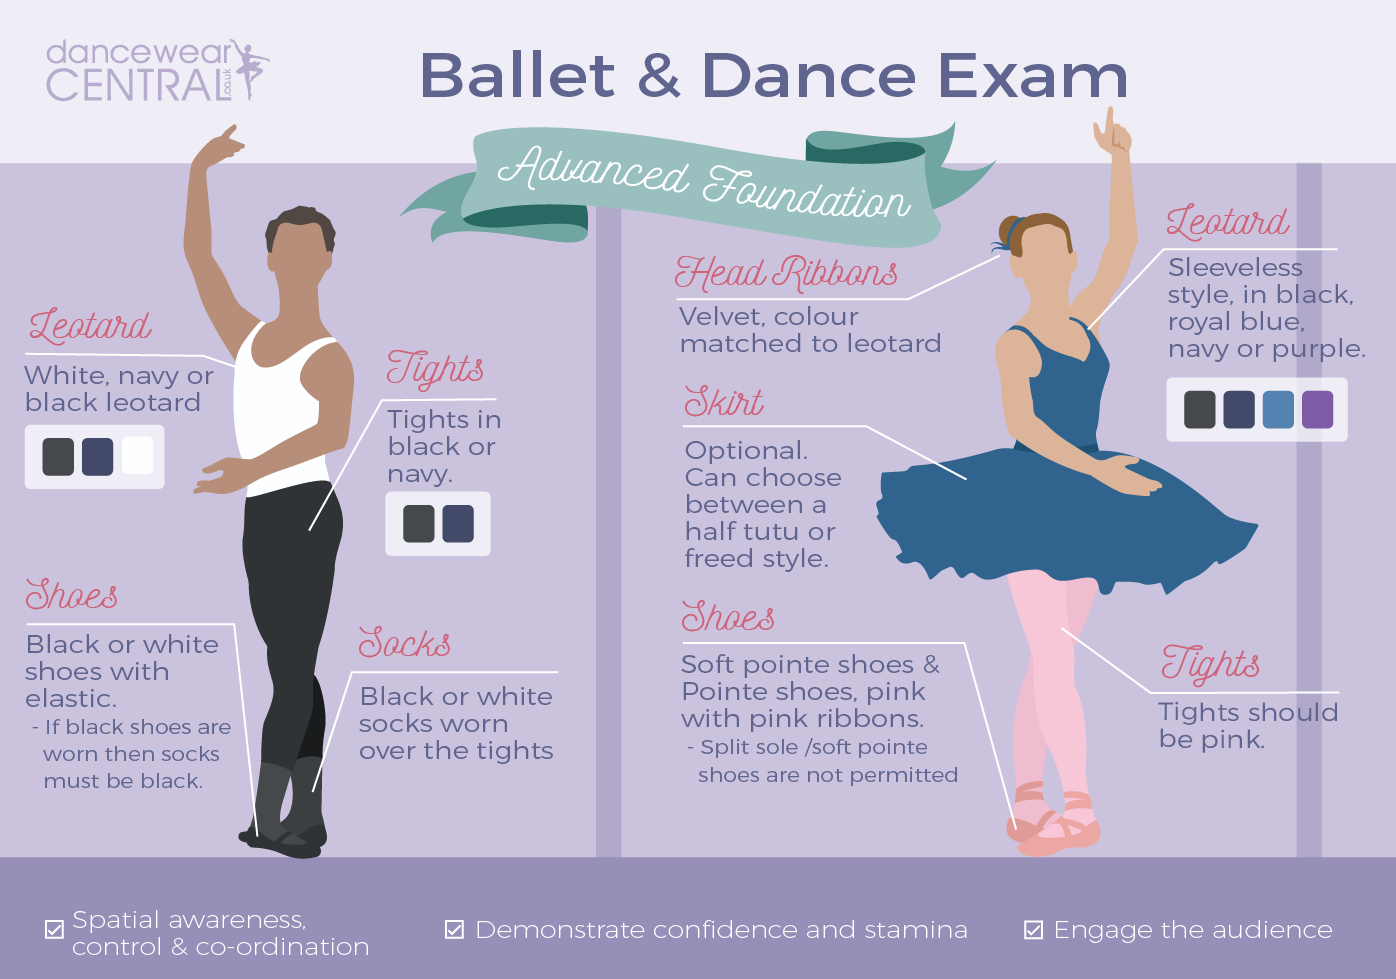 dancewear
CENTRAL.co.uk
Ballet & Dance Exam
Advanced Foundation
Leotard
White, navy or
black leotard
Tights
Tights in
black or
navy.
Shoes
Black or white
shoes with
elastic.
- If black shoes are
worn then socks
must be black.
Socks
Black or white
socks worn
over the tights
Head Ribbons
Velvet, colour
matched to leotard
Skirt
Optional.
Can choose
between a
half tutu or
freed style.
Shoes
Soft pointe shoes &
Pointe shoes, pink
with pink ribbons.
- Split sole /soft pointe
shoes are not permitted
Leotard
Sleeveless
style, in black,
royal blue,
navy or purple.
Tights
Tights should
be pink.
Spatial awareness,
control & co-ordination
Demonstrate confidence and stamina
Engage the audience